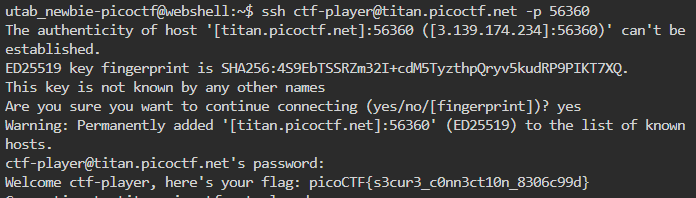 utab_newbie-picoctf@webshell:~$ ssh ctf-player@titan.picoctf.net -p 56360
The authenticity of host '[titan.picoctf.net]:56360 ([3.139.174.234]:56360)' can't be
established.
ED25519 key fingerprint is SHA256:4S9EbTSSRZm32I+cdM5TyzthpQryv5kudRP9PIKT7XQ.
This key is not known by any other names
Are you sure you want to continue connecting (yes/no/[fingerprint])? yes
Warning: Permanently added '[titan.picoctf.net]:56360' (ED25519) to the list of known
hosts.
ctf-player@titan.picoctf.net's password:
Welcome ctf-player, here's your flag: picoCTF{s3cur3_c0nn3ct10n_8306c99d}